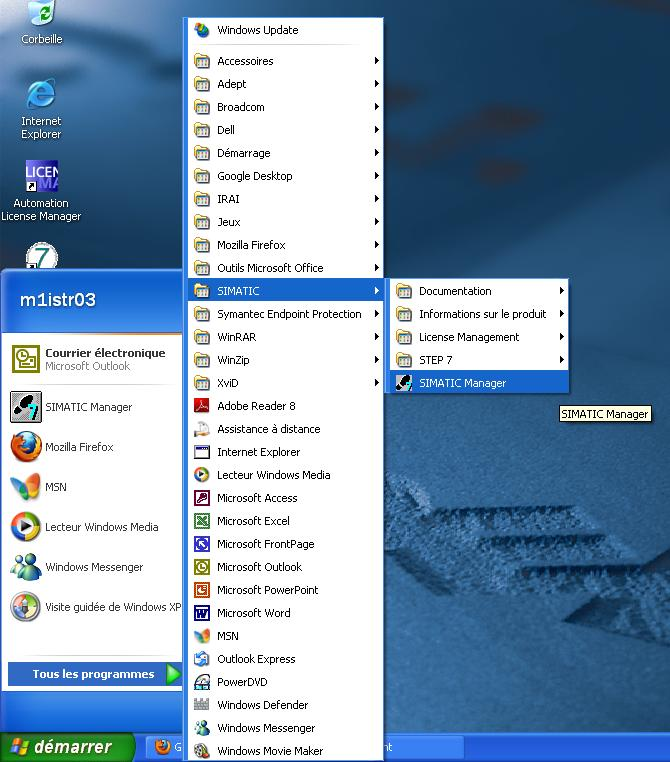 Corbeille
Internet
Explorer
LICEN
MA
Automation
License Manager
7
m1istr03
Courrier électronique
Microsoft Outlook
SIMATIC Manager
Mozilla Firefox
MSN
Lecteur Windows Media
Windows Messenger
Visite guidée de Windows XP
Tous les programmes
démarrer
G
nt
Windows Update
Accessoires
Adept
Broadcom
Dell
Démarrage
Google Desktop
IRAI
Jeux
Mozilla Firefox
Outils Microsoft Office
SIMATIC
Symantec Endpoint Protection
WinRAR
WinZip
XviD
Adobe Reader 8
Assistance à distance
Internet Explorer
Lecteur Windows Media
Microsoft Access
Microsoft Excel
Microsoft FrontPage
Microsoft Outlook
Microsoft PowerPoint
Microsoft Word
MSN
Outlook Express
PowerDVD
Windows Defender
Windows Messenger
Windows Movie Maker
Documentation
Informations sur le produit
License Management
STEP 7
SIMATIC Manager
SIMATIC Manager